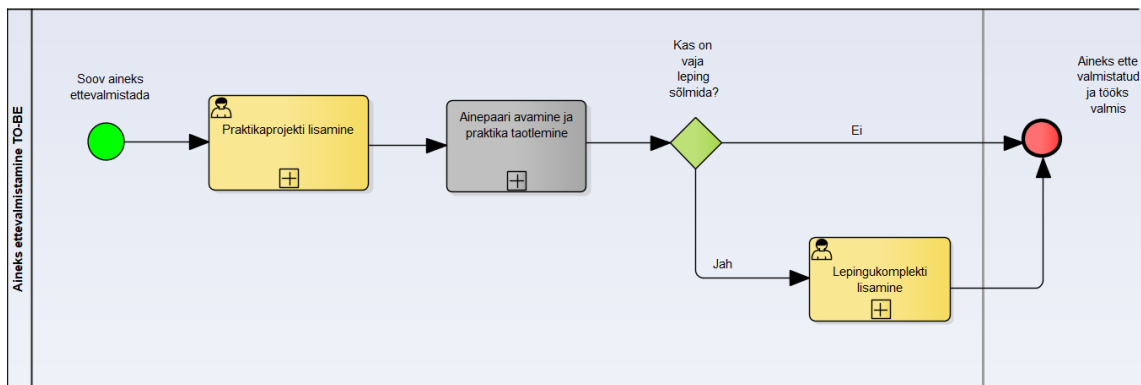 Aineks ettevalmistamine TO-BE
Soov aineks
ettevalmistada
Praktikaprojekti lisamine
Ainepaari avamine ja
praktika taotlemine
Kas on
vaja
leping
sõlmida?
Ei
Jah
Lepingukomplekti
lisamine
Aineks ette
valmistatud
ja tööks
valmis